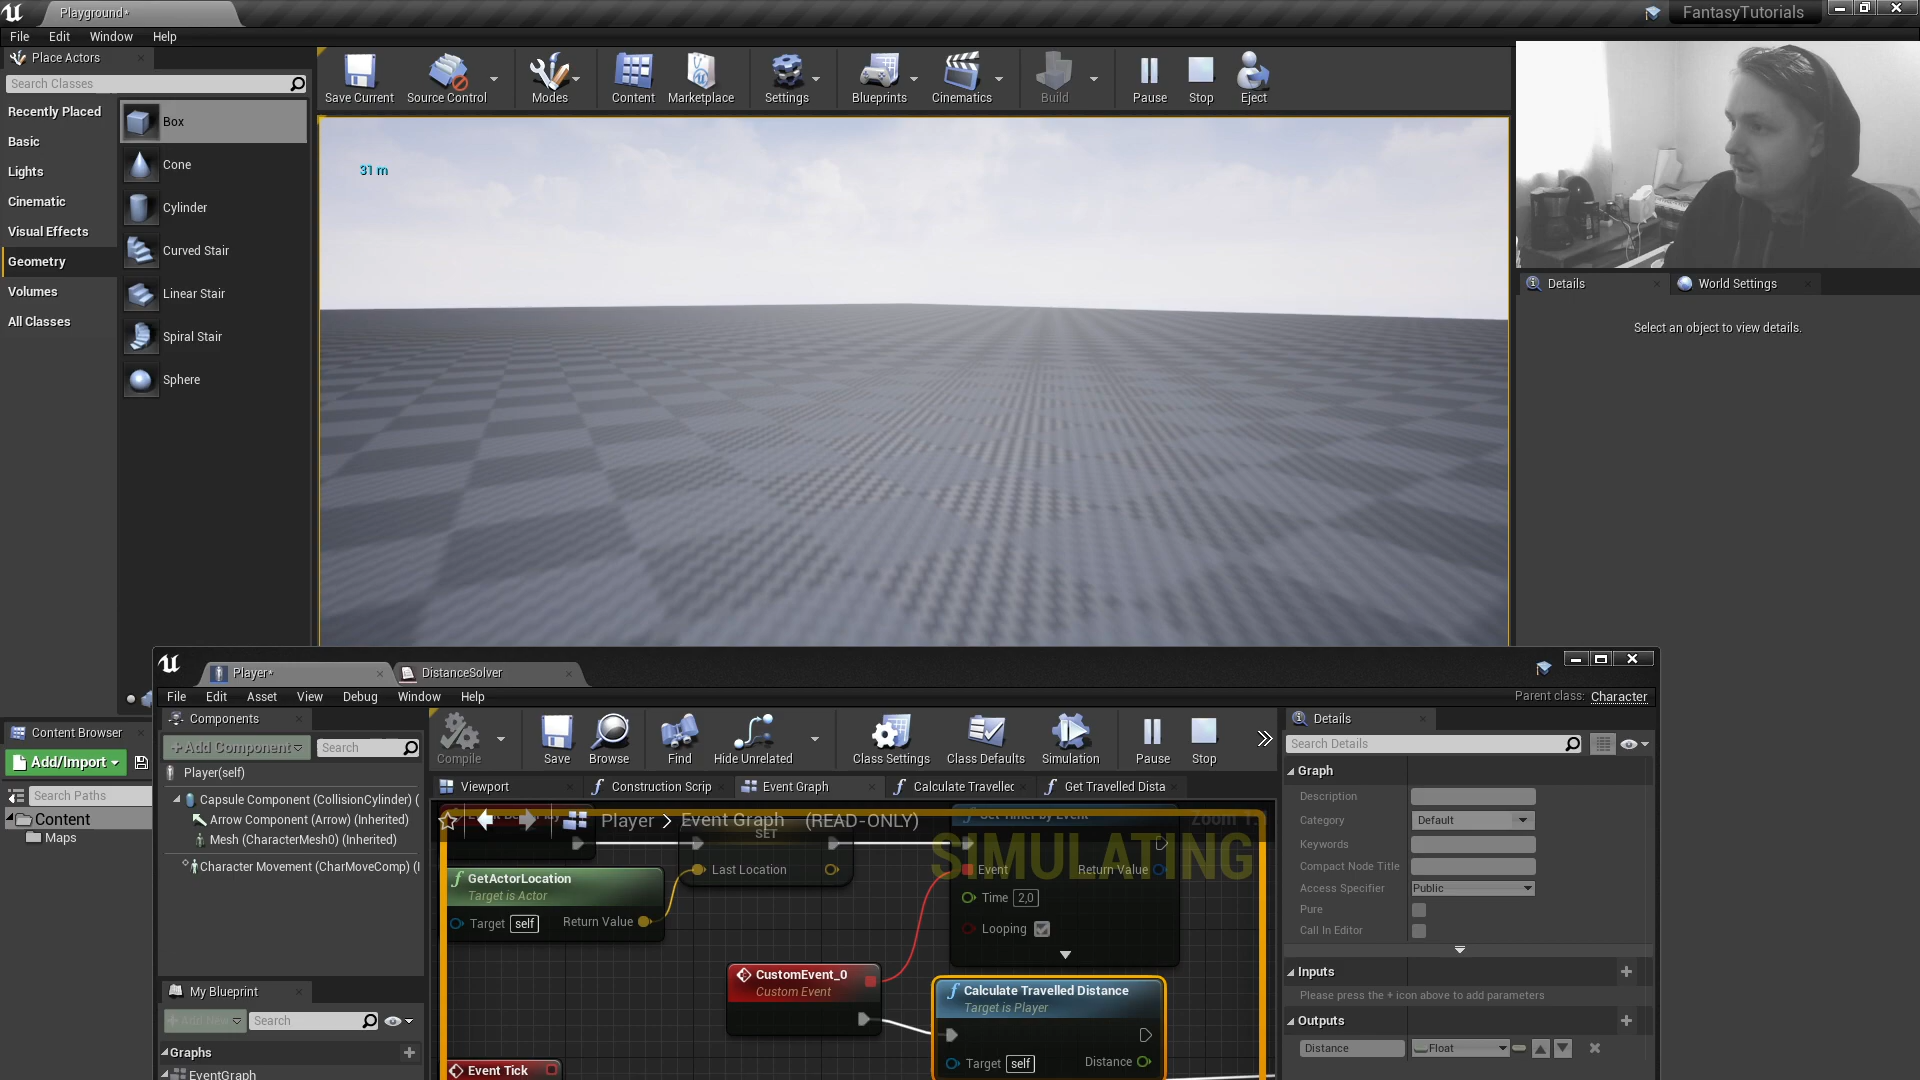 Playground*
FantasyTutorials
File Edit Window Help
Place Actors
Search Classes
Recently Placed
Basic
Lights
Cinematic
Visual Effects
Geometry
Volumes
All Classes
Box
Cone
Cylinder
Curved Stair
Linear Stair
Spiral Stair
Sphere
Save Current
Source Control
Modes
Content
Marketplace
Settings
Blueprints
Cinematics
Build
Pause
Stop
Eject
31 m
Details
World Settings
Select an object to view details.
Content Browser
Add/Import
Search Paths
Content
Maps
Player*
DistanceSolver
File Edit Asset View Debug Window Help
Parent class: Character
Components
+Add Component
Search
Player(self)
Capsule Component (CollisionCylinder) (
Arrow Component (Arrow) (Inherited)
Mesh (CharacterMesh0) (Inherited)
Character Movement (CharMoveComp) (I
My Blueprint
+Add New
Search
Graphs
EventGraph
Compile
Save
Browse
Find
Hide Unrelated
Class Settings
Class Defaults
Simulation
Pause
Stop
Viewport
Construction Scrip
Event Graph
Calculate Travellec
Get Travelled Dista
Player > Event Graph (READ-ONLY)
SIMULATING
SET
Last Location
GetActorLocation
Target is Actor
Target self
Return Value
Set Timer by Event
Event
Return Value
Time 2,0
Looping
CustomEvent_0
Custom Event
Calculate Travelled Distance
Target is Player
Target self
Distance
Event Tick
Details
Search Details
Graph
Description
Category
Default
Keywords
Compact Node Title
Access Specifier
Public
Pure
Call In Editor
Inputs
Please press the + icon above to add parameters
Outputs
Distance
Float